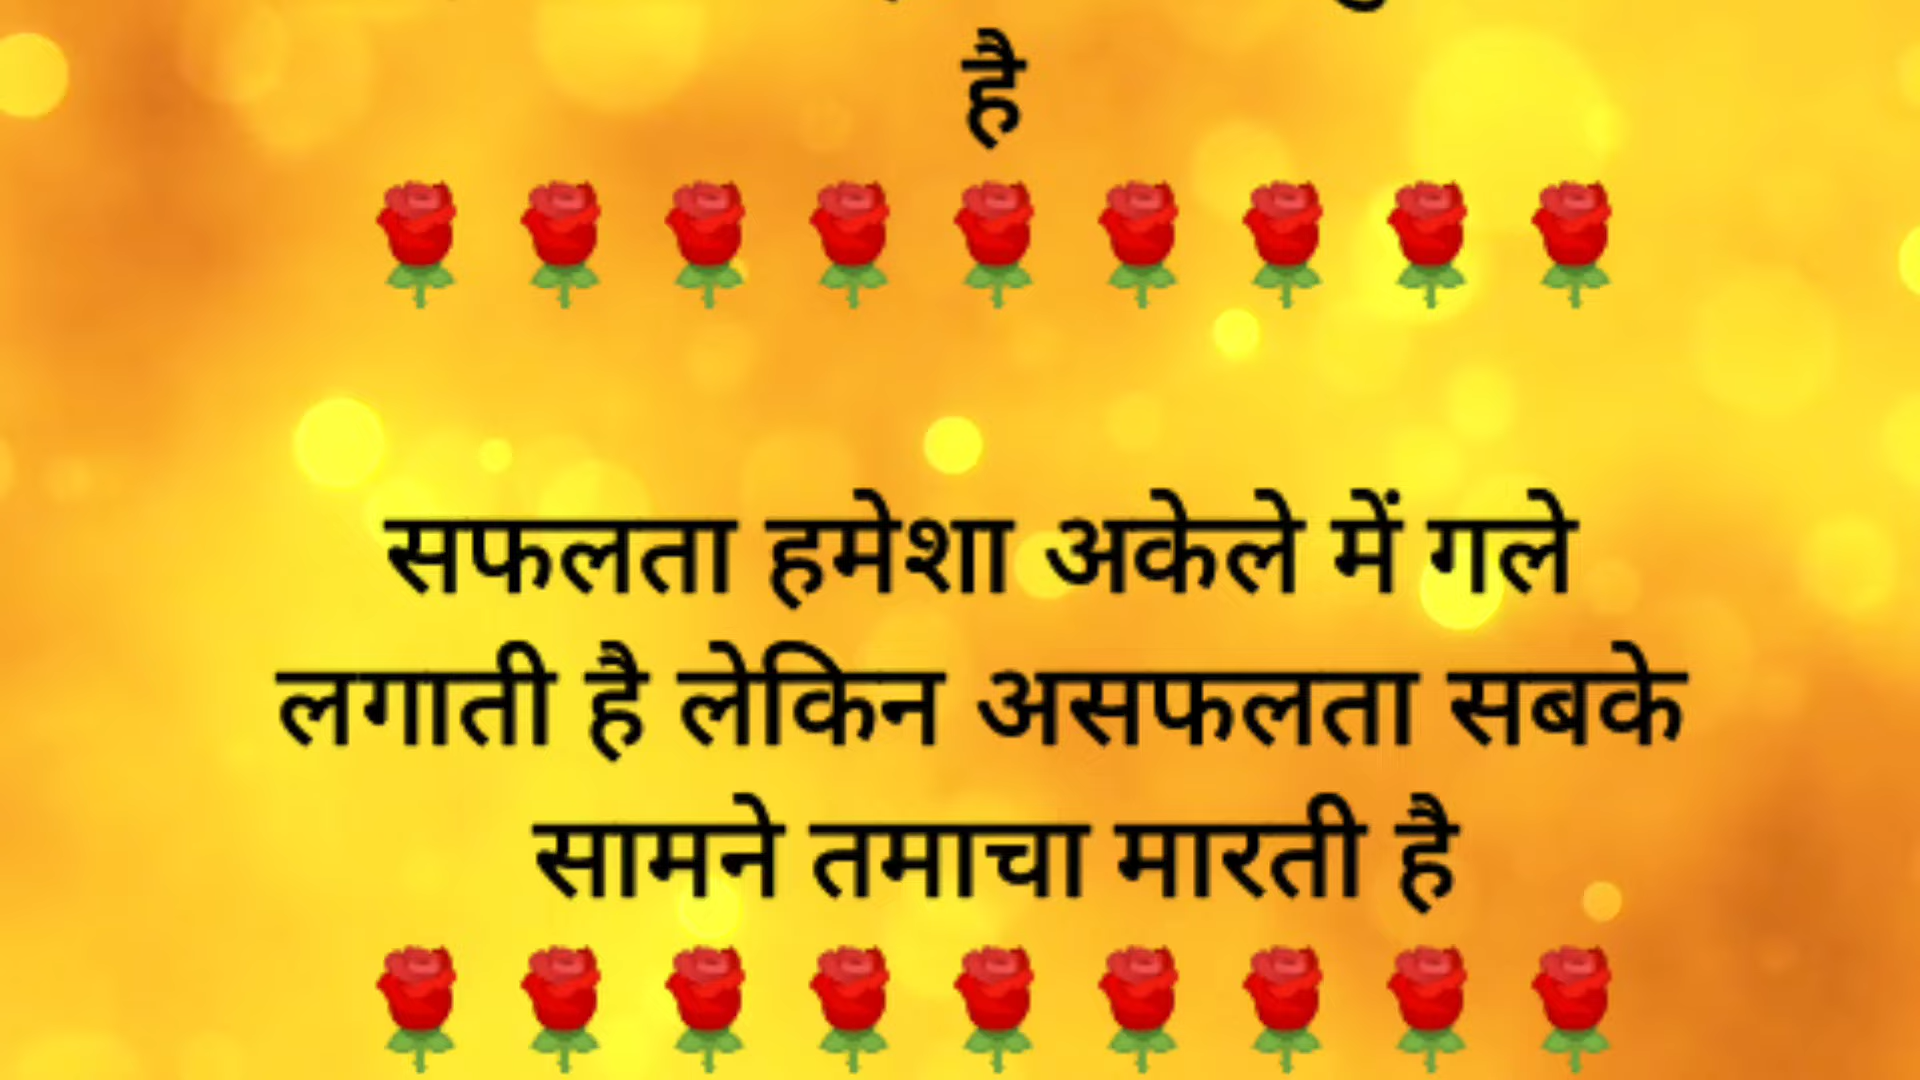 है
🌹🌹🌹🌹🌹🌹🌹🌹🌹
सफलता हमेशा अकेले में गले
लगाती है लेकिन असफलता सबके
सामने तमाचा मारती है
🌹🌹🌹🌹🌹🌹🌹🌹🌹